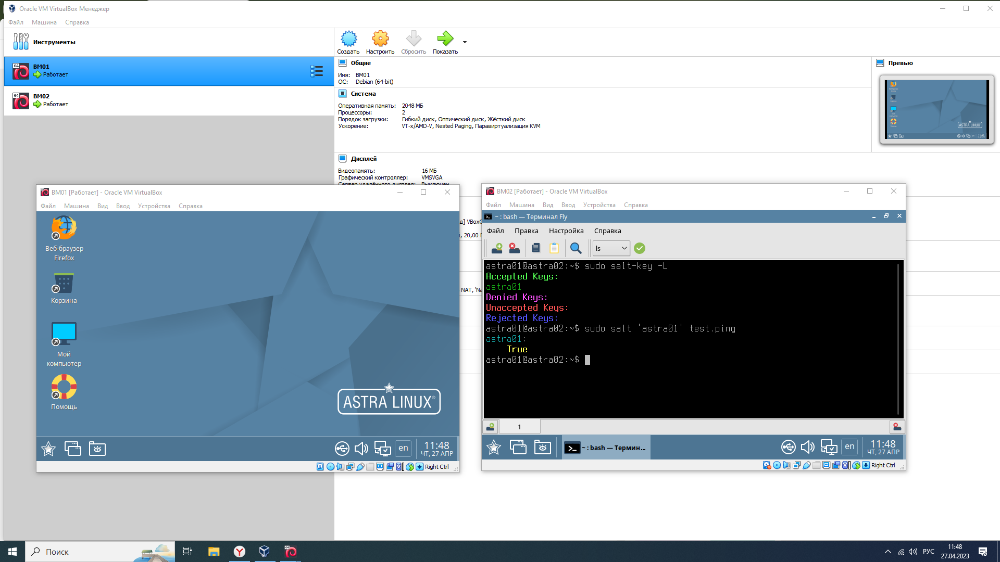 Oracle VM VirtualBox Менеджер
Файл Машина Справка
Инструменты
Создать Настроить Сбросить Показать
64
ВМ01
Работает
64
ВМ02
Работает
Общие
Имя: ВМ01
ОС: Debian (64-bit)
Система
Оперативная память: 2048 МБ
Процессоры: 2
Порядок загрузки: Гибкий диск, Оптический диск, Жёсткий диск
Ускорение: VT-x/AMD-V, Nested Paging, Паравиртуализация KVM
Превью
ASTRA LINUX
Дисплей
Видеопамять: 16 МБ
Графический контроллер: VMSVGA
ВМ01 [Работает] - Oracle VM VirtualBox
Файл Машина Вид Ввод Устройства Справка
Веб-браузер
Firefox
Корзина
Мой
компьютер
Помощь
ASTRA LINUX®
en
11:48
ЧТ, 27 АПР
Right Ctrl
д] VBoxG
, 20,00 Г
NAT, 'Na
ВМ02 [Работает] - Oracle VM VirtualBox
Файл Машина Вид Ввод Устройства Справка
~ : bash — Терминал Fly
Файл Правка Настройка Справка
ls
astra01@astra02:~$ sudo salt-key -L
Accepted Keys:
astra01
Denied Keys:
Unaccepted Keys:
Rejected Keys:
astra01@astra02:~$ sudo salt 'astra01' test.ping
astra01:
True
astra01@astra02:~$
1
~ : bash — Термин...
en
11:48
ЧТ, 27 АПР
Right Ctrl
Поиск
РУС
11:48
27.04.2023